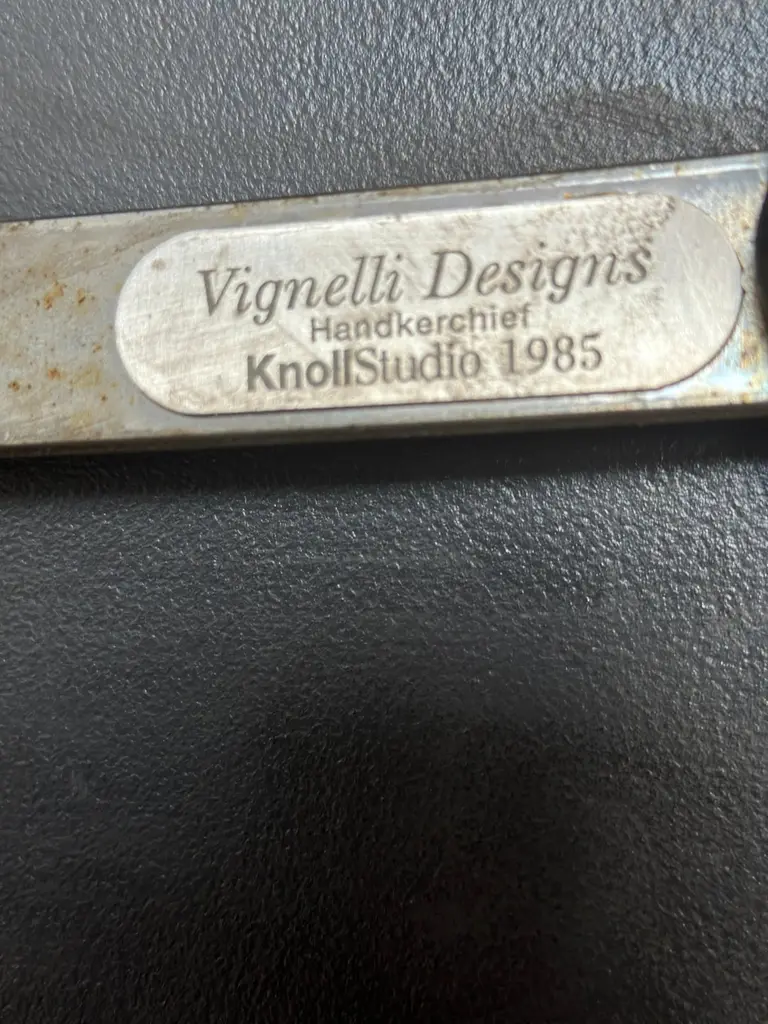 Vignelli Designs
Handkerchief
KnollStudio 1985